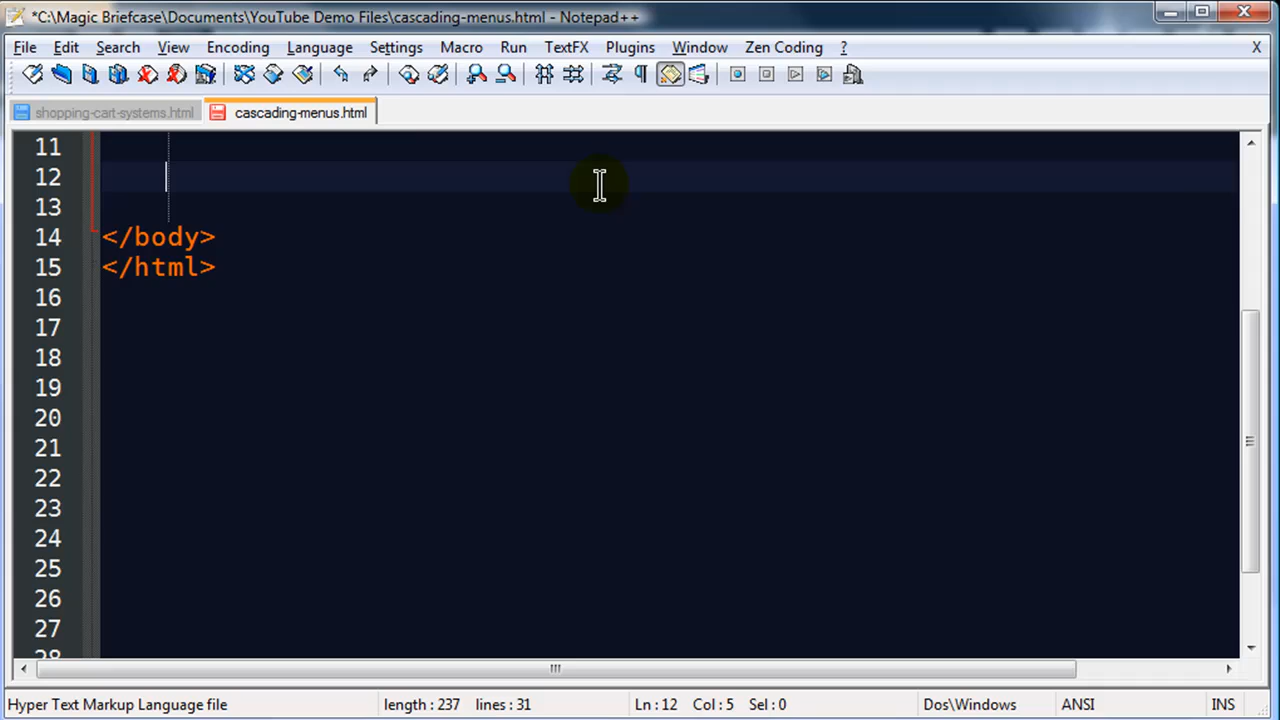 *C:\Magic Briefcase\Documents\YouTube Demo Files\cascading-menus.html - Notepad++
File Edit Search View Encoding Language Settings Macro Run TextFX Plugins Window Zen Coding ? X
shopping-cart-systems.html cascading-menus.html
11
12
13
14 </body>
15 </html>
16
17
18
19
20
21
22
23
24
25
26
27
28
Hyper Text Markup Language file length : 237 lines : 31 Ln : 12 Col : 5 Sel : 0 Dos\Windows ANSI INS